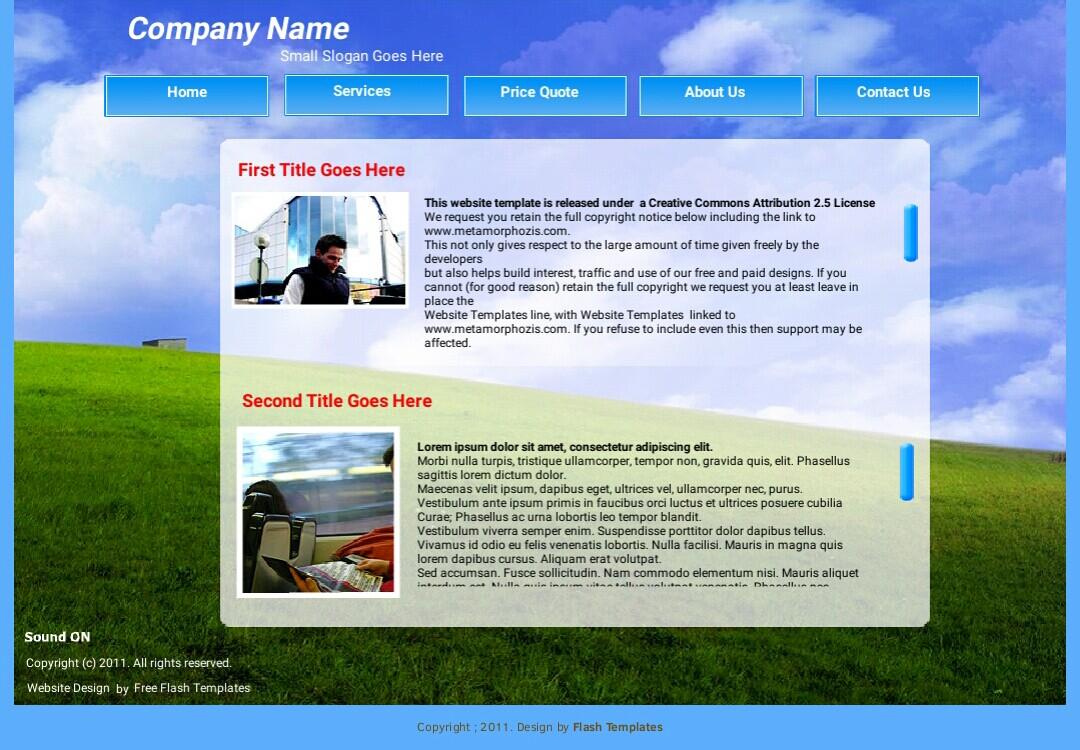 Company Name
Small Slogan Goes Here
Home
Services
Price Quote
About Us
Contact Us
First Title Goes Here
This website template is released under  a Creative Commons Attribution 2.5 License
We request you retain the full copyright notice below including the link to
www.metamorphozis.com.
This not only gives respect to the large amount of time given freely by the
developers
but also helps build interest, traffic and use of our free and paid designs. If you
cannot (for good reason) retain the full copyright we request you at least leave in
place the
Website Templates line, with Website Templates  linked to
www.metamorphozis.com. If you refuse to include even this then support may be
affected.
Second Title Goes Here
Lorem ipsum dolor sit amet, consectetur adipiscing elit.
Morbi nulla turpis, tristique ullamcorper, tempor non, gravida quis, elit. Phasellus
sagittis lorem dictum dolor.
Maecenas velit ipsum, dapibus eget, ultrices vel, ullamcorper nec, purus.
Vestibulum ante ipsum primis in faucibus orci luctus et ultrices posuere cubilia
Curae; Phasellus ac urna lobortis leo tempor blandit.
Vestibulum viverra semper enim. Suspendisse porttitor dolor dapibus tellus.
Vivamus id odio eu felis venenatis lobortis. Nulla facilisi. Mauris in magna quis
lorem dapibus cursus. Aliquam erat volutpat.
Sed accumsan. Fusce sollicitudin. Nam commodo elementum nisi. Mauris aliquet
Sound ON
Copyright (c) 2011. All rights reserved.
Website Design  by  Free Flash Templates
Copyright ; 2011. Design by Flash Templates